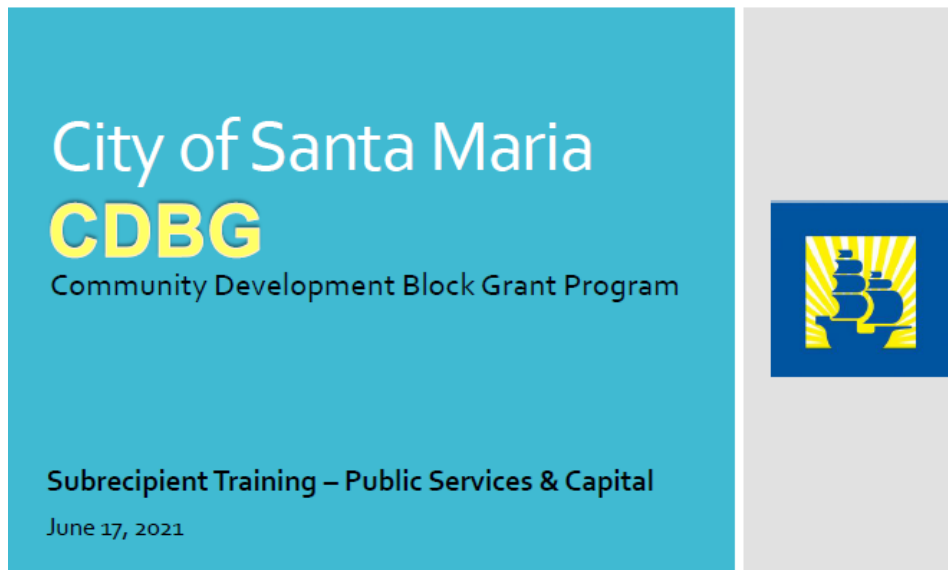 City of Santa Maria
CDBG
Community Development Block Grant Program
Subrecipient Training – Public Services & Capital
June 17, 2021